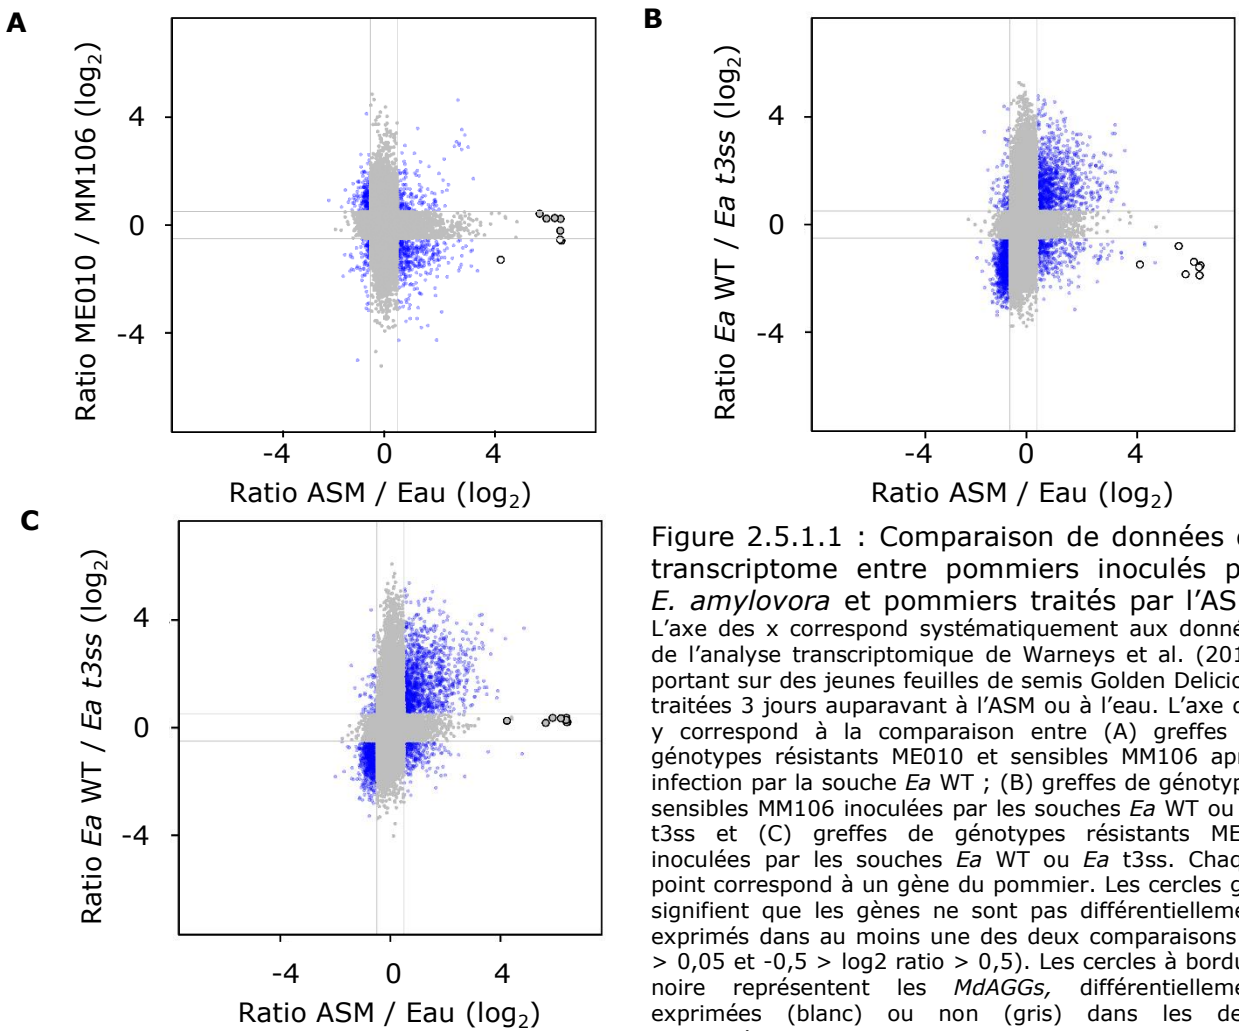 A
Ratio ME010 / MM106 (log2)
4
0
-4
-4 0 4
Ratio ASM / Eau (log2)
B
Ratio Ea WT / Ea t3ss (log2)
4
0
-4
-4 0 4
Ratio ASM / Eau (log2)
C
Ratio Ea WT / Ea t3ss (log2)
4
0
-4
-4 0 4
Ratio ASM / Eau (log2)
Figure 2.5.1.1 : Comparaison de données
transcriptome entre pommiers inoculés p
E. amylovora et pommiers traités par l’AS
L’axe des x correspond systématiquement aux donné
de l’analyse transcriptomique de Warneys et al. (201
portant sur des jeunes feuilles de semis Golden Delicio
traitées 3 jours auparavant à l’ASM ou à l’eau. L’axe d
y correspond à la comparaison entre (A) greffes
génotypes résistants ME010 et sensibles MM106 apr
infection par la souche Ea WT ; (B) greffes de génotyp
sensibles MM106 inoculées par les souches Ea WT ou
t3ss et (C) greffes de génotypes résistants ME
inoculées par les souches Ea WT ou Ea t3ss. Chaq
point correspond à un gène du pommier. Les cercles g
signifient que les gènes ne sont pas différentielleme
exprimés dans au moins une des deux comparaisons
> 0,05 et -0,5 > log2 ratio > 0,5). Les cercles à bordu
noire représentent les MdAGGs, différentielleme
exprimées (blanc) ou non (gris) dans les de